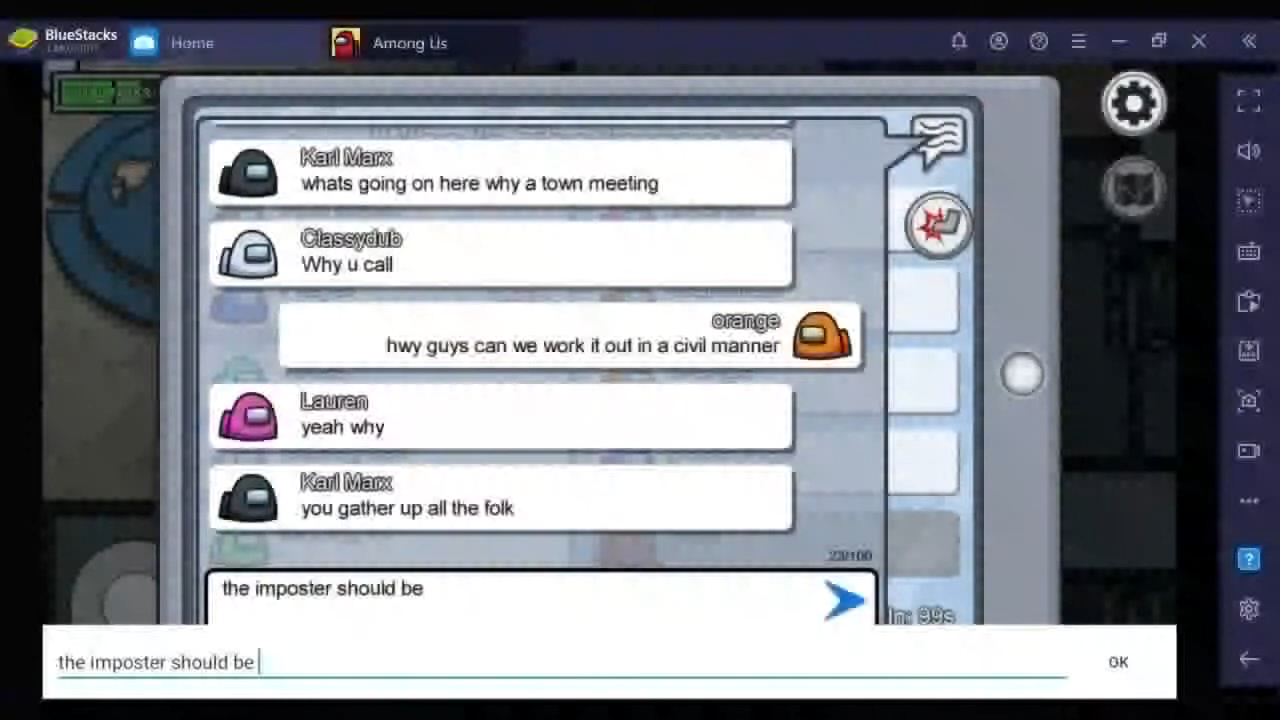 BlueStacks
Home
Among Us
Karl Marx
whats going on here why a town meeting
Classydub
Why u call
orange
hwy guys can we work it out in a civil manner
Lauren
yeah why
Karl Marx
you gather up all the folk
23/100
the imposter should be
In: 99s
the imposter should be
OK